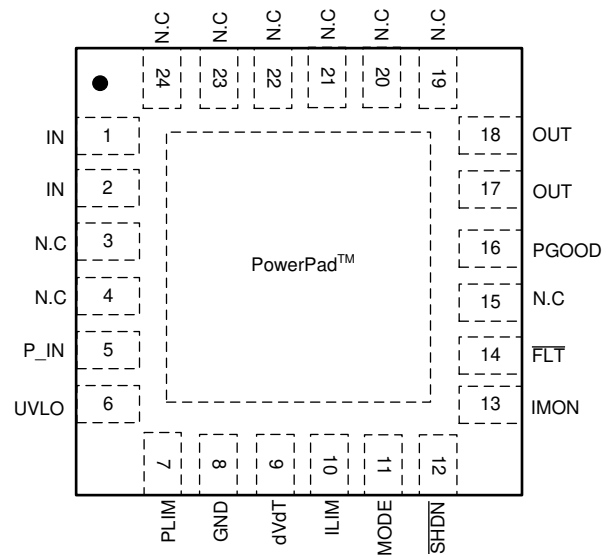 N.C N.C N.C N.C N.C N.C
24 23 22 21 20 19
IN 1
IN 2
N.C 3
N.C 4
P_IN 5
UVLO 6
PowerPad™
18 OUT
17 OUT
16 PGOOD
15 N.C
14 F̅L̅T̅
13 IMON
7 8 9 10 11 12
PLIM GND dVdT ILIM MODE S̅H̅D̅N̅